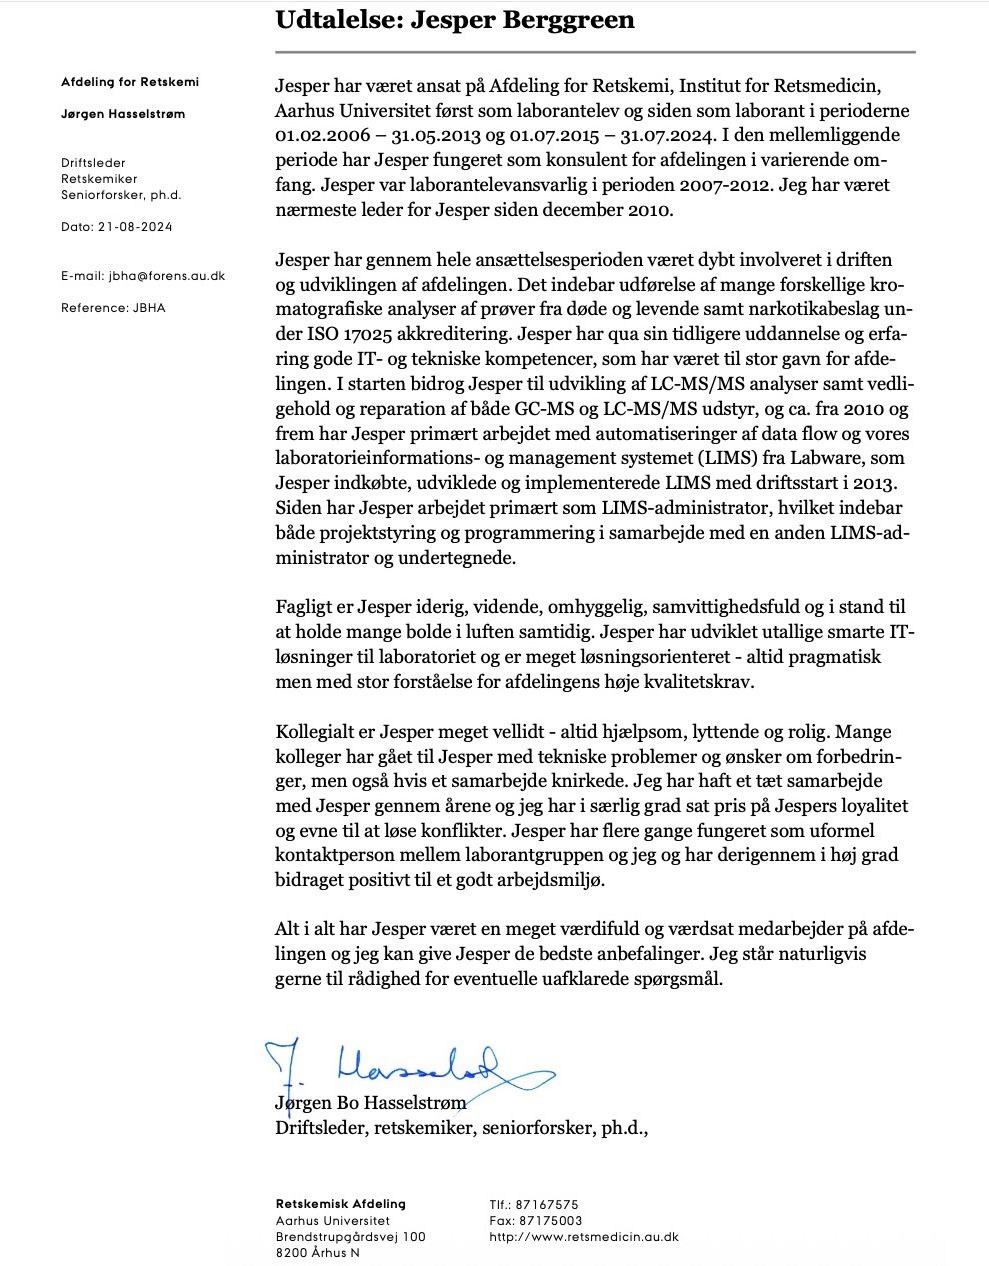 Udtalelse: Jesper Berggreen
Afdeling for Retskemi
Jørgen Hasselstrøm
Driftsleder
Retskemiker
Seniorforsker, ph.d.
Dato: 21-08-2024
E-mail: jbha@forens.au.dk
Reference: JBHA
Jesper har været ansat på Afdeling for Retskemi, Institut for Retsmedicin,
Aarhus Universitet først som laborantelev og siden som laborant i perioderne
01.02.2006 – 31.05.2013 og 01.07.2015 – 31.07.2024. I den mellemliggende
periode har Jesper fungeret som konsulent for afdelingen i varierende om-
fang. Jesper var laborantelevansvarlig i perioden 2007-2012. Jeg har været
nærmeste leder for Jesper siden december 2010.
Jesper har gennem hele ansættelsesperioden været dybt involveret i driften
og udviklingen af afdelingen. Det indebar udførelse af mange forskellige kro-
matografiske analyser af prøver fra døde og levende samt narkotikabeslag un-
der ISO 17025 akkreditering. Jesper har qua sin tidligere uddannelse og erfa-
ring gode IT- og tekniske kompetencer, som har været til stor gavn for afde-
lingen. I starten bidrog Jesper til udvikling af LC-MS/MS analyser samt vedli-
gehold og reparation af både GC-MS og LC-MS/MS udstyr, og ca. fra 2010 og
frem har Jesper primært arbejdet med automatiseringer af data flow og vores
laboratorieinformations- og management systemet (LIMS) fra Labware, som
Jesper indkøbte, udviklede og implementerede LIMS med driftsstart i 2013.
Siden har Jesper arbejdet primært som LIMS-administrator, hvilket indebar
både projektstyring og programmering i samarbejde med en anden LIMS-ad-
ministrator og undertegnede.
Fagligt er Jesper iderig, vidende, omhyggelig, samvittighedsfuld og i stand til
at holde mange bolde i luften samtidig. Jesper har udviklet utallige smarte IT-
løsninger til laboratoriet og er meget løsningsorienteret - altid pragmatisk
men med stor forståelse for afdelingens høje kvalitetskrav.
Kollegialt er Jesper meget vellidt - altid hjælpsom, lyttende og rolig. Mange
kolleger har gået til Jesper med tekniske problemer og ønsker om forbedrin-
ger, men også hvis et samarbejde knirkede. Jeg har haft et tæt samarbejde
med Jesper gennem årene og jeg har i særlig grad sat pris på Jespers loyalitet
og evne til at løse konflikter. Jesper har flere gange fungeret som uformel
kontaktperson mellem laborantgruppen og jeg og har derigennem i høj grad
bidraget positivt til et godt arbejdsmiljø.
Alt i alt har Jesper været en meget værdifuld og værdsat medarbejder på afde-
lingen og jeg kan give Jesper de bedste anbefalinger. Jeg står naturligvis
gerne til rådighed for eventuelle uafklarede spørgsmål.
J. Hasselst
Jørgen Bo Hasselstrøm
Driftsleder, retskemiker, seniorforsker, ph.d.,
Retskemisk Afdeling
Aarhus Universitet
Brendstrupgårdsvej 100
8200 Århus N
Tlf.: 87167575
Fax: 87175003
http://www.retsmedicin.au.dk